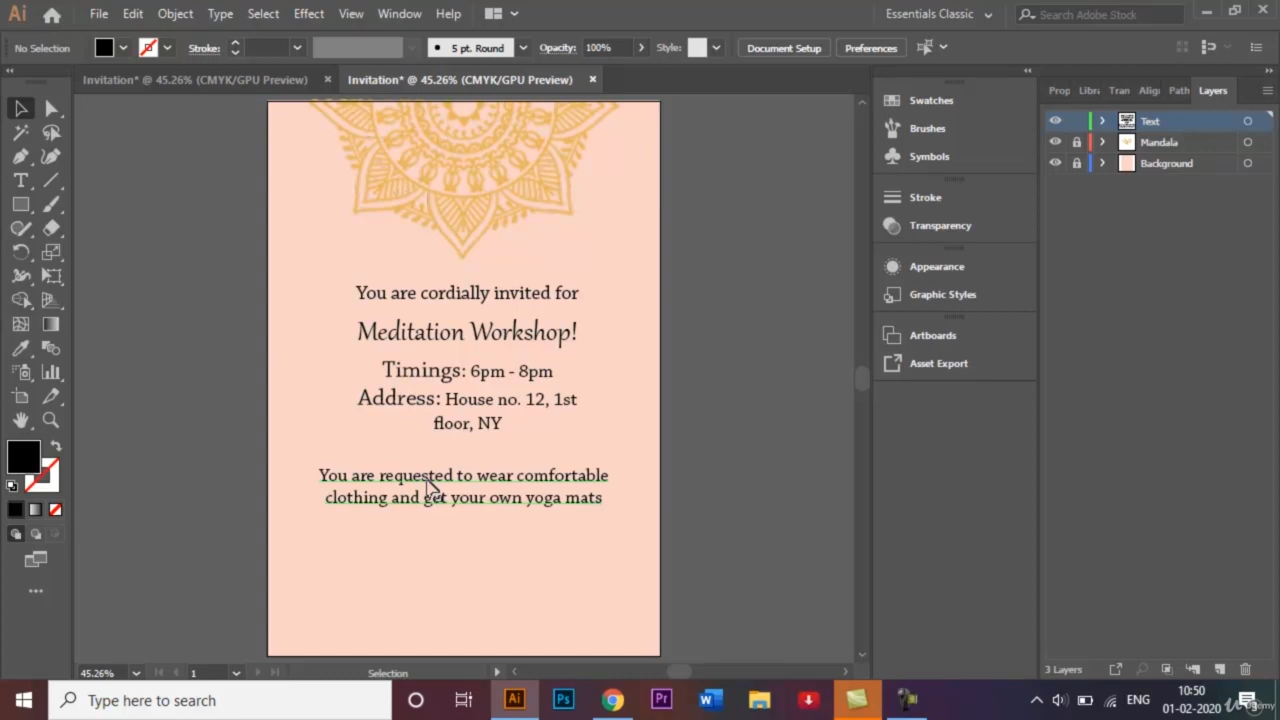 Ai File Edit Object Type Select Effect View Window Help Essentials Classic Search Adobe Stock
No Selection Stroke: 5 pt. Round Opacity: 100% Style: Document Setup Preferences
Invitation* @ 45.26% (CMYK/GPU Preview) × Invitation* @ 45.26% (CMYK/GPU Preview) ×
Prop Libra Tran Align Path Layers
Swatches
Brushes
Symbols
Stroke
Transparency
Appearance
Graphic Styles
Artboards
Asset Export
Text
Mandala
Background
You are cordially invited for
Meditation Workshop!
Timings: 6pm - 8pm
Address: House no. 12, 1st
floor, NY
You are requested to wear comfortable
clothing and get your own yoga mats
45.26% 1 Selection
3 Layers
Type here to search
Ai Ps Pr W
ENG
10:50
01-02-2020